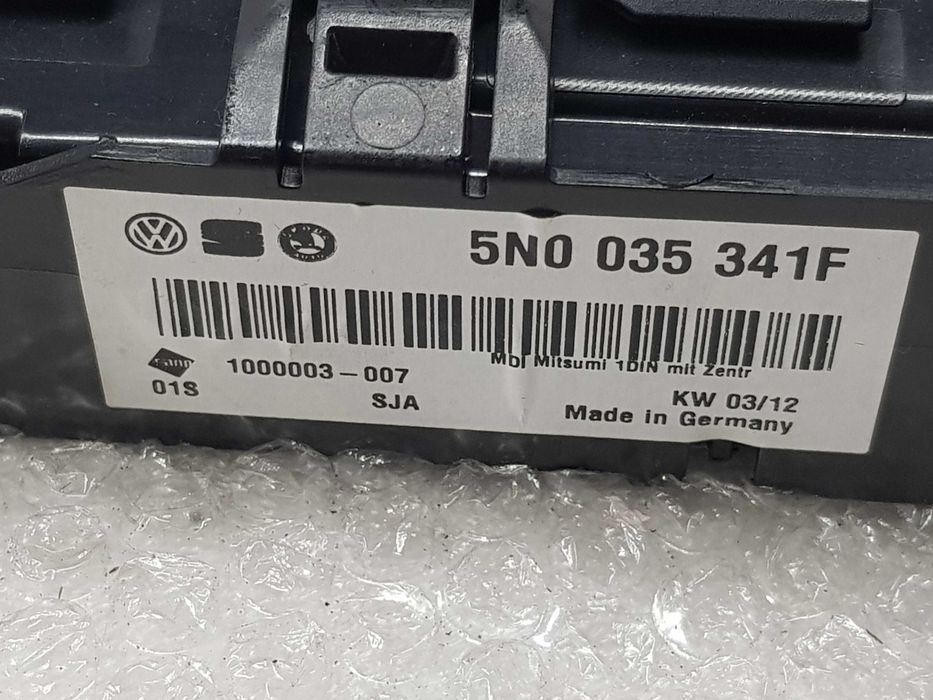 5N0 035 341F
MDI Mitsumi 1DIN mit Zentr
1000003-007
01S
SJA
KW 03/12
Made in Germany